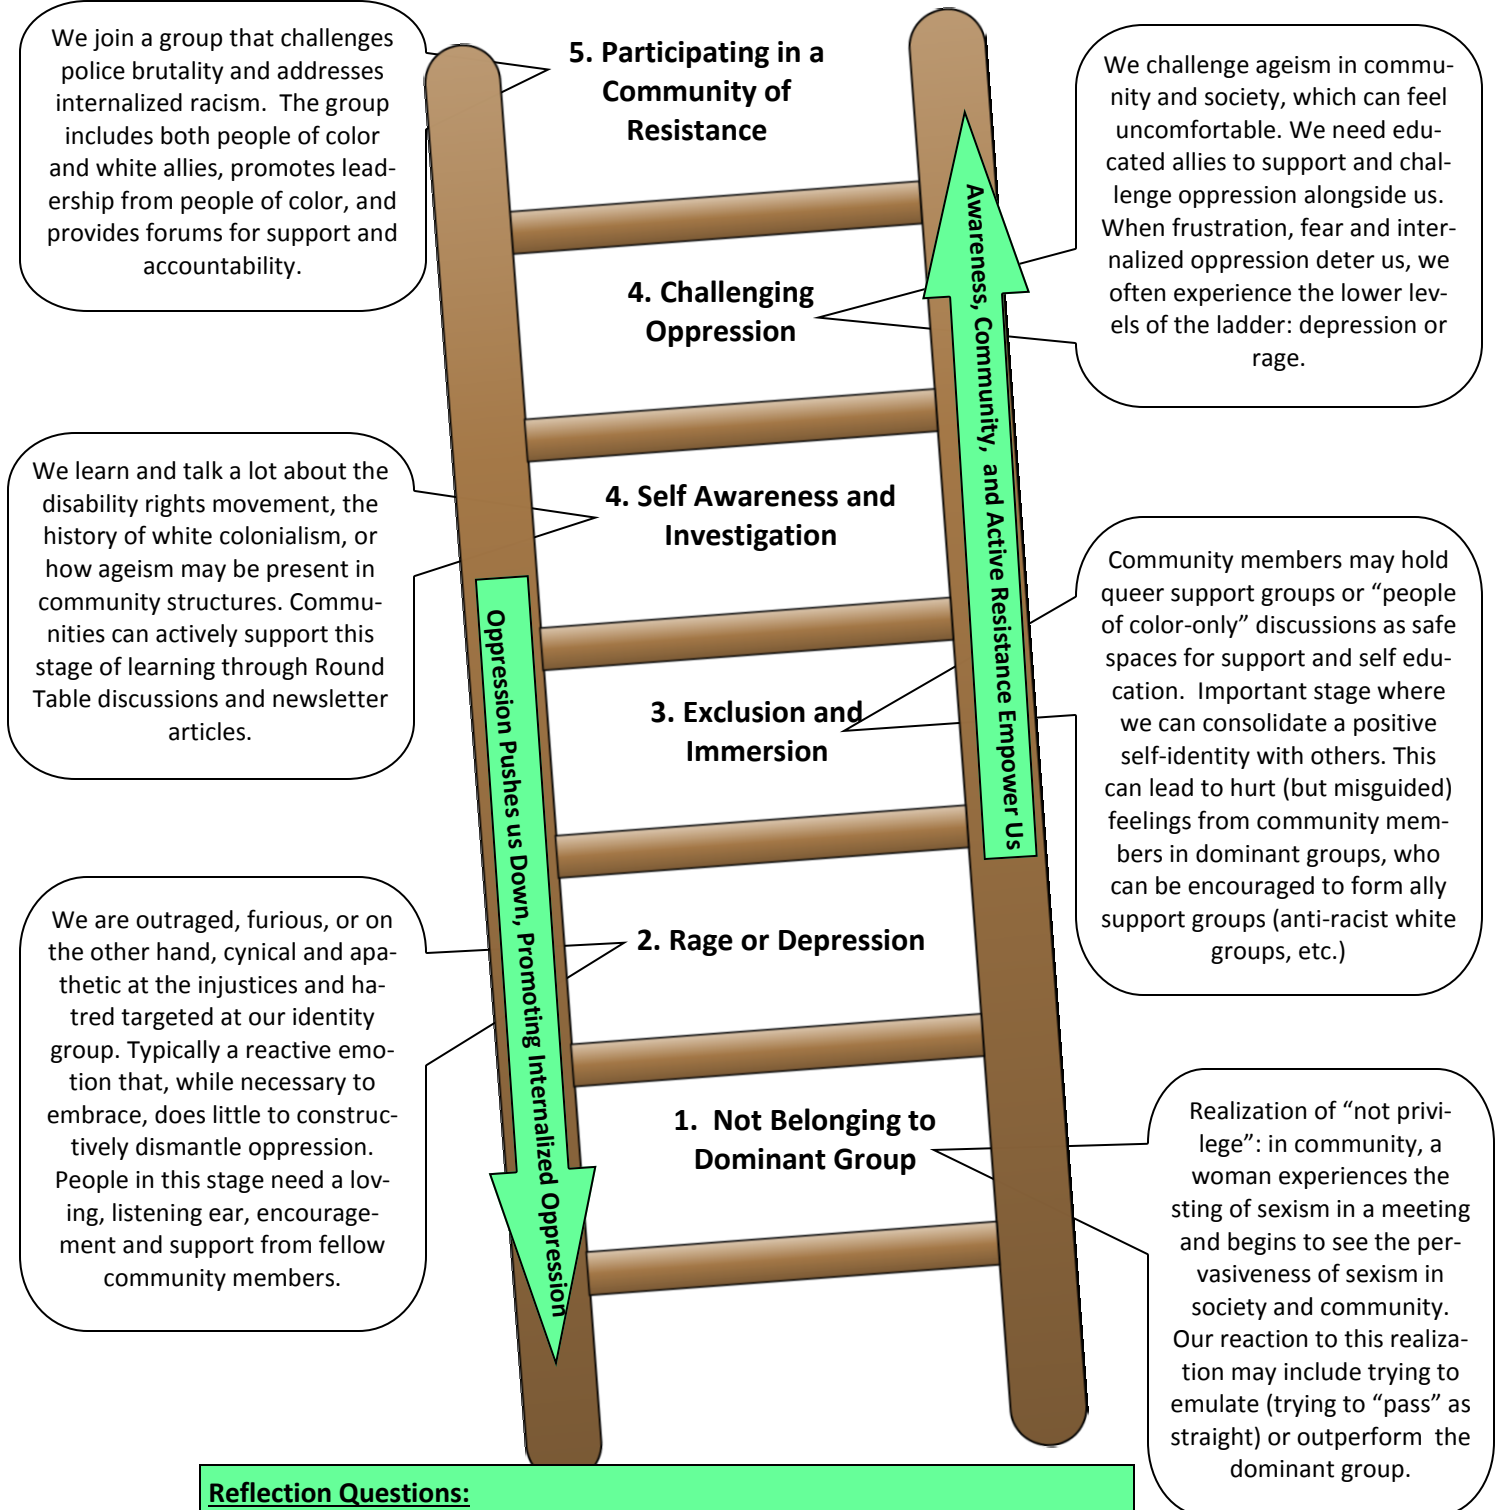 We join a group that challenges
police brutality and addresses
internalized racism.  The group
includes both people of color
and white allies, promotes lead-
ership from people of color, and
provides forums for support and
accountability.
5. Participating in a
Community of
Resistance
We challenge ageism in commu-
nity and society, which can feel
uncomfortable. We need edu-
cated allies to support and chal-
lenge oppression alongside us.
When frustration, fear and inter-
nalized oppression deter us, we
often experience the lower lev-
els of the ladder: depression or
rage.
4. Challenging
Oppression
Awareness, Community, and Active Resistance Empower Us
We learn and talk a lot about the
disability rights movement, the
history of white colonialism, or
how ageism may be present in
community structures. Commu-
nities can actively support this
stage of learning through Round
Table discussions and newsletter
articles.
4. Self Awareness and
Investigation
Community members may hold
queer support groups or “people
of color-only” discussions as safe
spaces for support and self edu-
cation.  Important stage where
we can consolidate a positive
self-identity with others. This
can lead to hurt (but misguided)
feelings from community mem-
bers in dominant groups, who
can be encouraged to form ally
support groups (anti-racist white
groups, etc.)
3. Exclusion and
Immersion
Oppression Pushes us Down, Promoting Internalized Oppression
We are outraged, furious, or on
the other hand, cynical and apa-
thetic at the injustices and ha-
tred targeted at our identity
group. Typically a reactive emo-
tion that, while necessary to
embrace, does little to construc-
tively dismantle oppression.
People in this stage need a lov-
ing, listening ear, encourage-
ment and support from fellow
community members.
2. Rage or Depression
1.  Not Belonging to
Dominant Group
Realization of “not privi-
lege”: in community, a
woman experiences the
sting of sexism in a meeting
and begins to see the per-
vasiveness of sexism in
society and community.
Our reaction to this realiza-
tion may include trying to
emulate (trying to “pass” as
straight) or outperform  the
dominant group.
Reflection Questions: